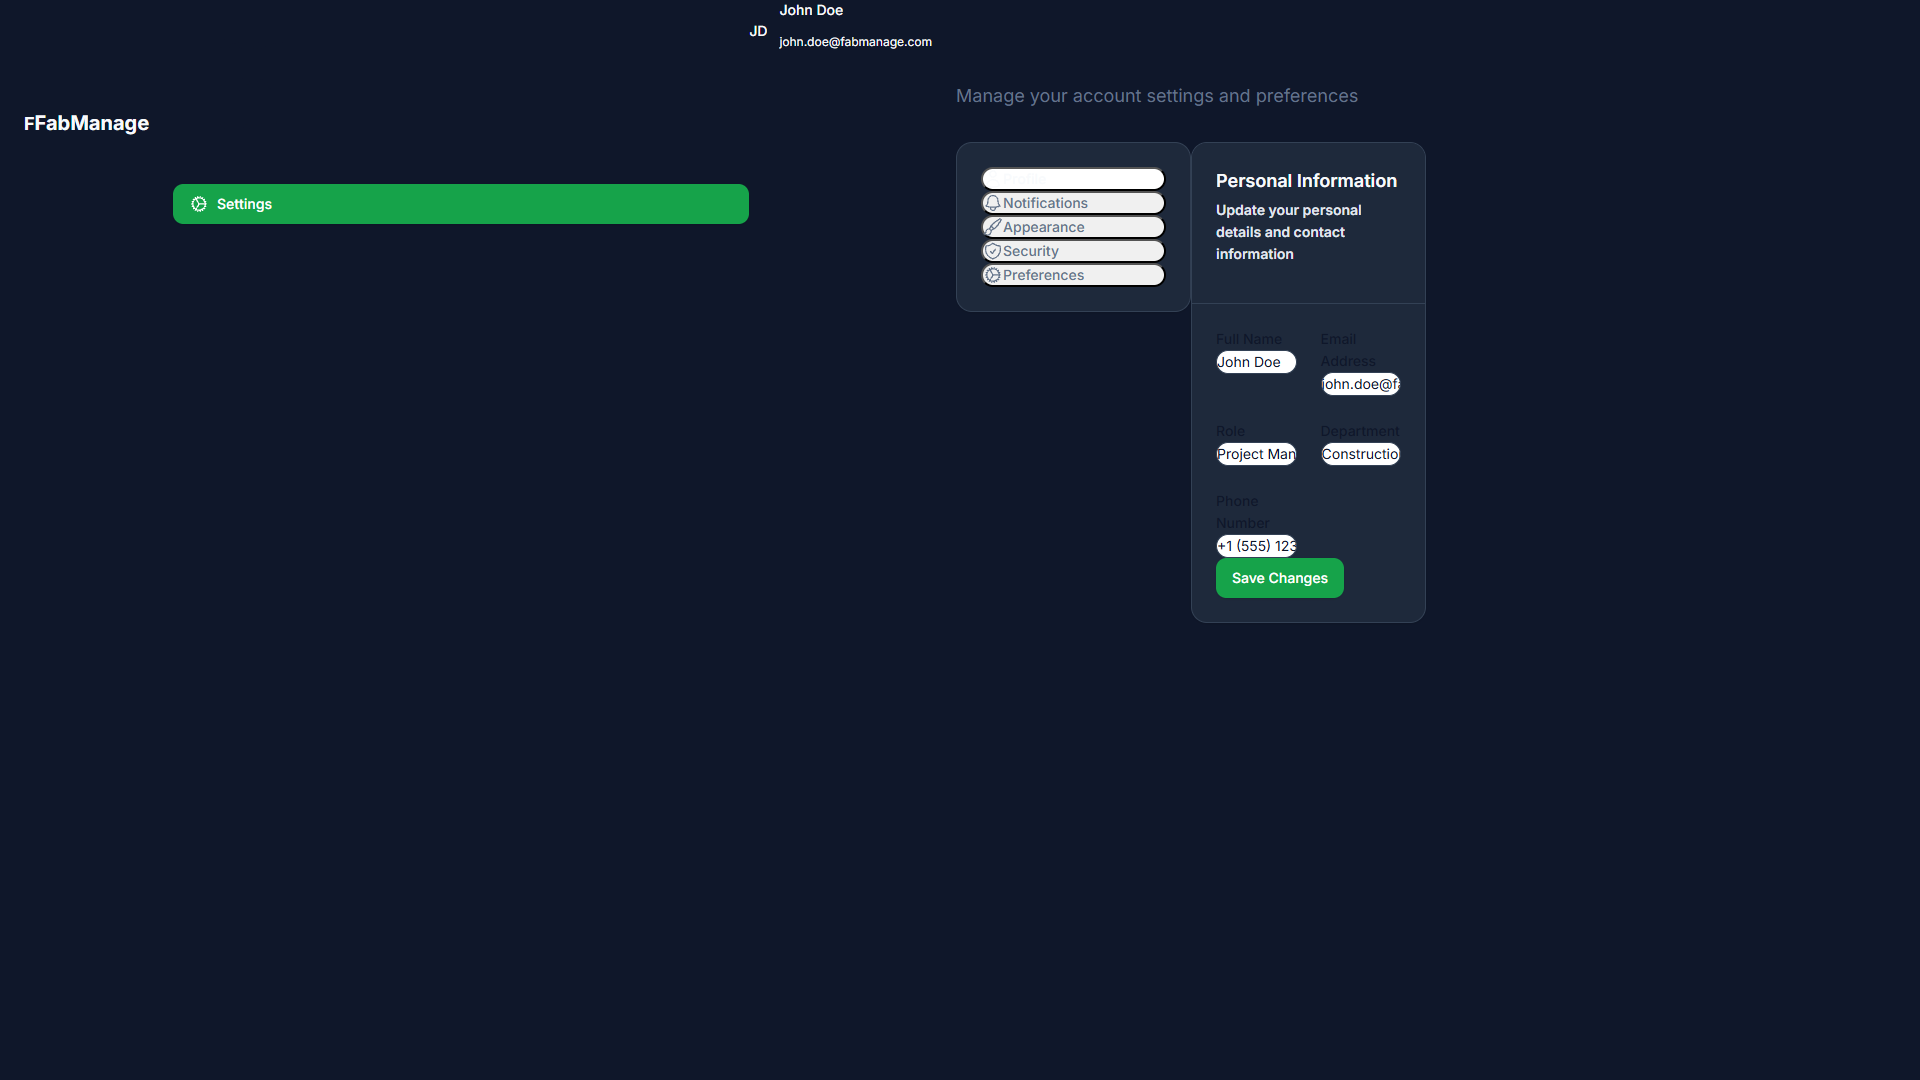 John Doe
JD
john.doe@fabmanage.com
Manage your account settings and preferences
FFabManage
Settings
Profile
Notifications
Appearance
Security
Preferences
Personal Information
Update your personal
details and contact
information
Full Name
John Doe
Email
Address
john.doe@fa
Role
Project Man
Department
Constructio
Phone
Number
+1 (555) 123
Save Changes